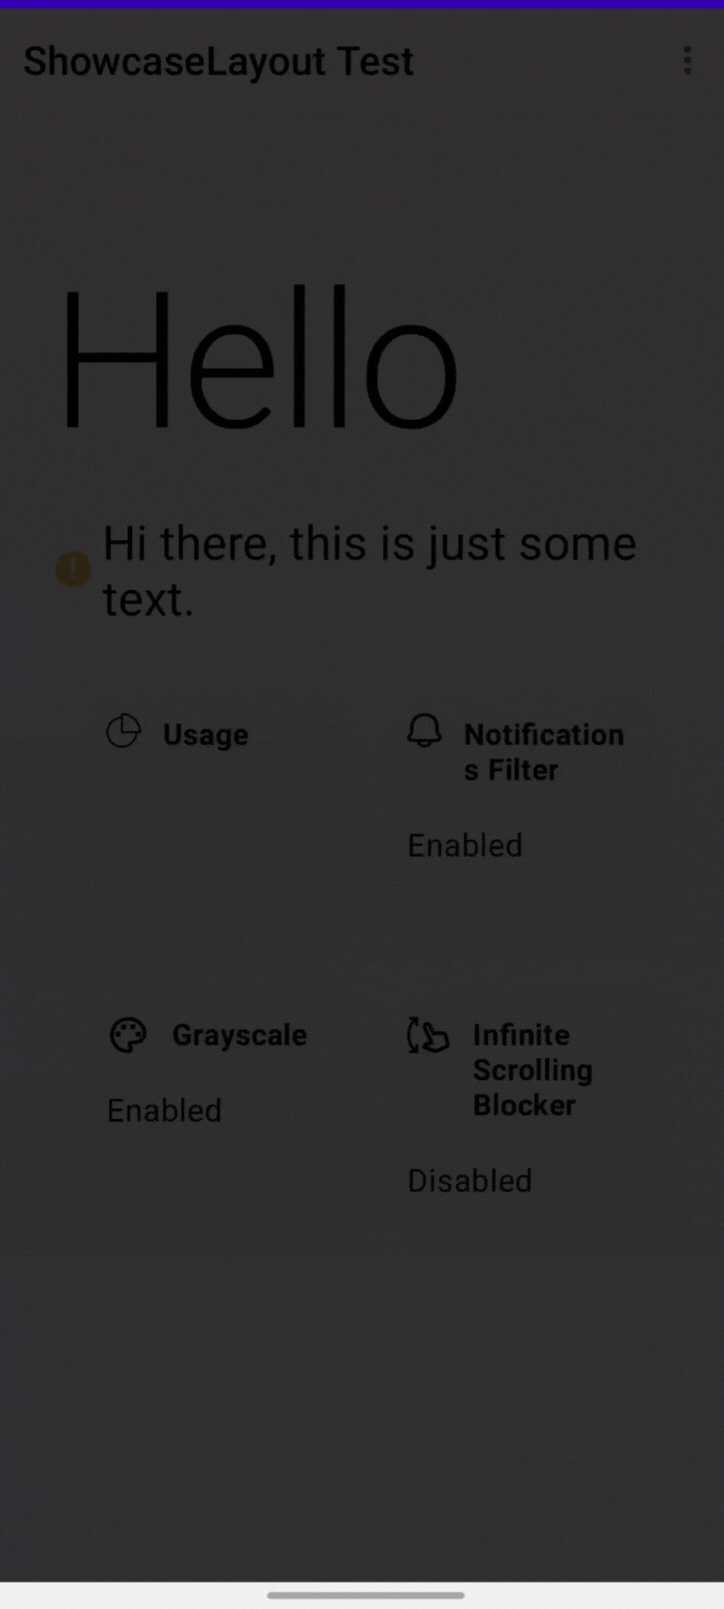 ShowcaseLayout Test
Hello
Hi there, this is just some
text.
Usage
Notification
s Filter
Enabled
Grayscale
Enabled
Infinite
Scrolling
Blocker
Disabled